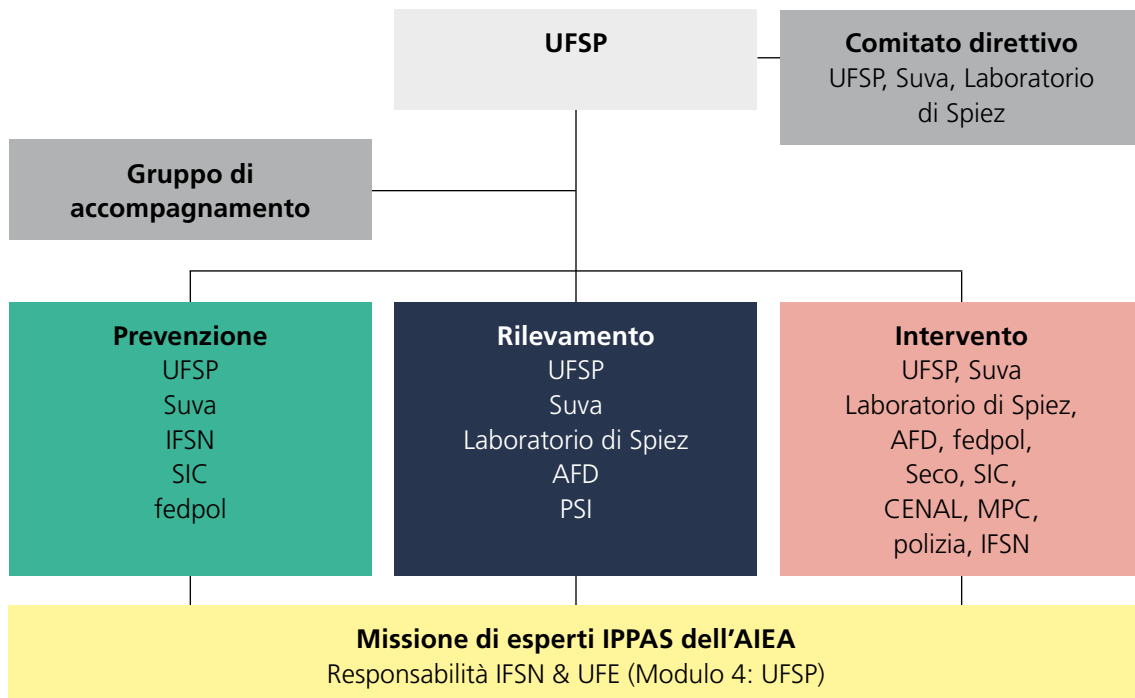 UFSP
Comitato direttivo
UFSP, Suva, Laboratorio
di Spiez
Gruppo di
accompagnamento
Prevenzione
UFSP
Suva
IFSN
SIC
fedpol
Rilevamento
UFSP
Suva
Laboratorio di Spiez
AFD
PSI
Intervento
UFSP, Suva
Laboratorio di Spiez,
AFD, fedpol,
Seco, SIC,
CENAL, MPC,
polizia, IFSN
Missione di esperti IPPAS dell'AIEA
Responsabilità IFSN & UFE (Modulo 4: UFSP)